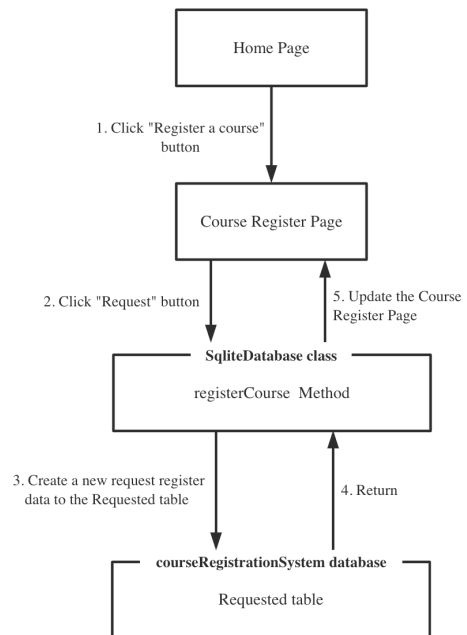 Home Page
1. Click "Register a course"
button
Course Register Page
2. Click "Request" button
5. Update the Course
Register Page
SqliteDatabase class
registerCourse Method
3. Create a new request register
data to the Requested table
4. Return
courseRegistrationSystem database
Requested table